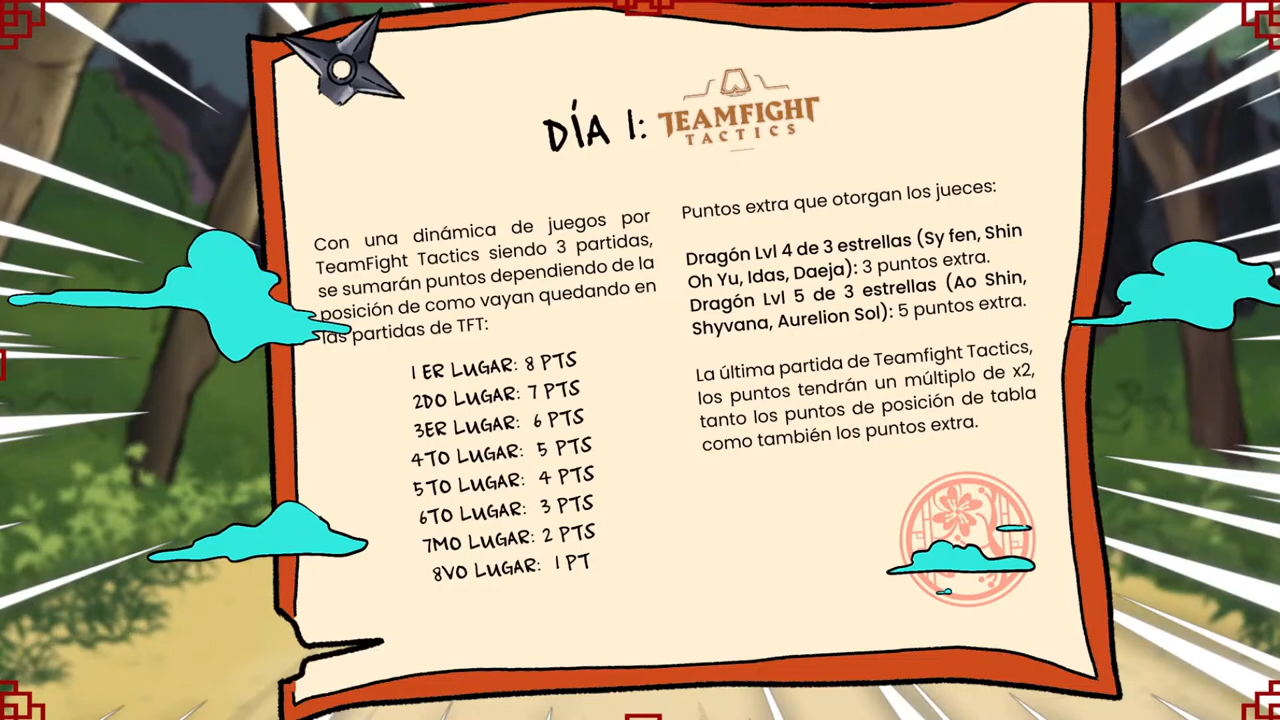 DÍA 1: TEAMFIGHT
TACTICS
Con una dinámica de juegos por
TeamFight Tactics siendo 3 partidas,
se sumarán puntos dependiendo de la
posición de como vayan quedando en
las partidas de TFT:
1 ER LUGAR: 8 PTS
2DO LUGAR: 7 PTS
3ER LUGAR: 6 PTS
4TO LUGAR: 5 PTS
5TO LUGAR: 4 PTS
6TO LUGAR: 3 PTS
7MO LUGAR: 2 PTS
8VO LUGAR: 1 PT
Puntos extra que otorgan los jueces:
Dragón Lvl 4 de 3 estrellas (Sy fen, Shin
Oh Yu, Idas, Daeja): 3 puntos extra.
Dragón Lvl 5 de 3 estrellas (Ao Shin,
Shyvana, Aurelion Sol): 5 puntos extra.
La última partida de Teamfight Tactics,
los puntos tendrán un múltiplo de x2,
tanto los puntos de posición de tabla
como también los puntos extra.